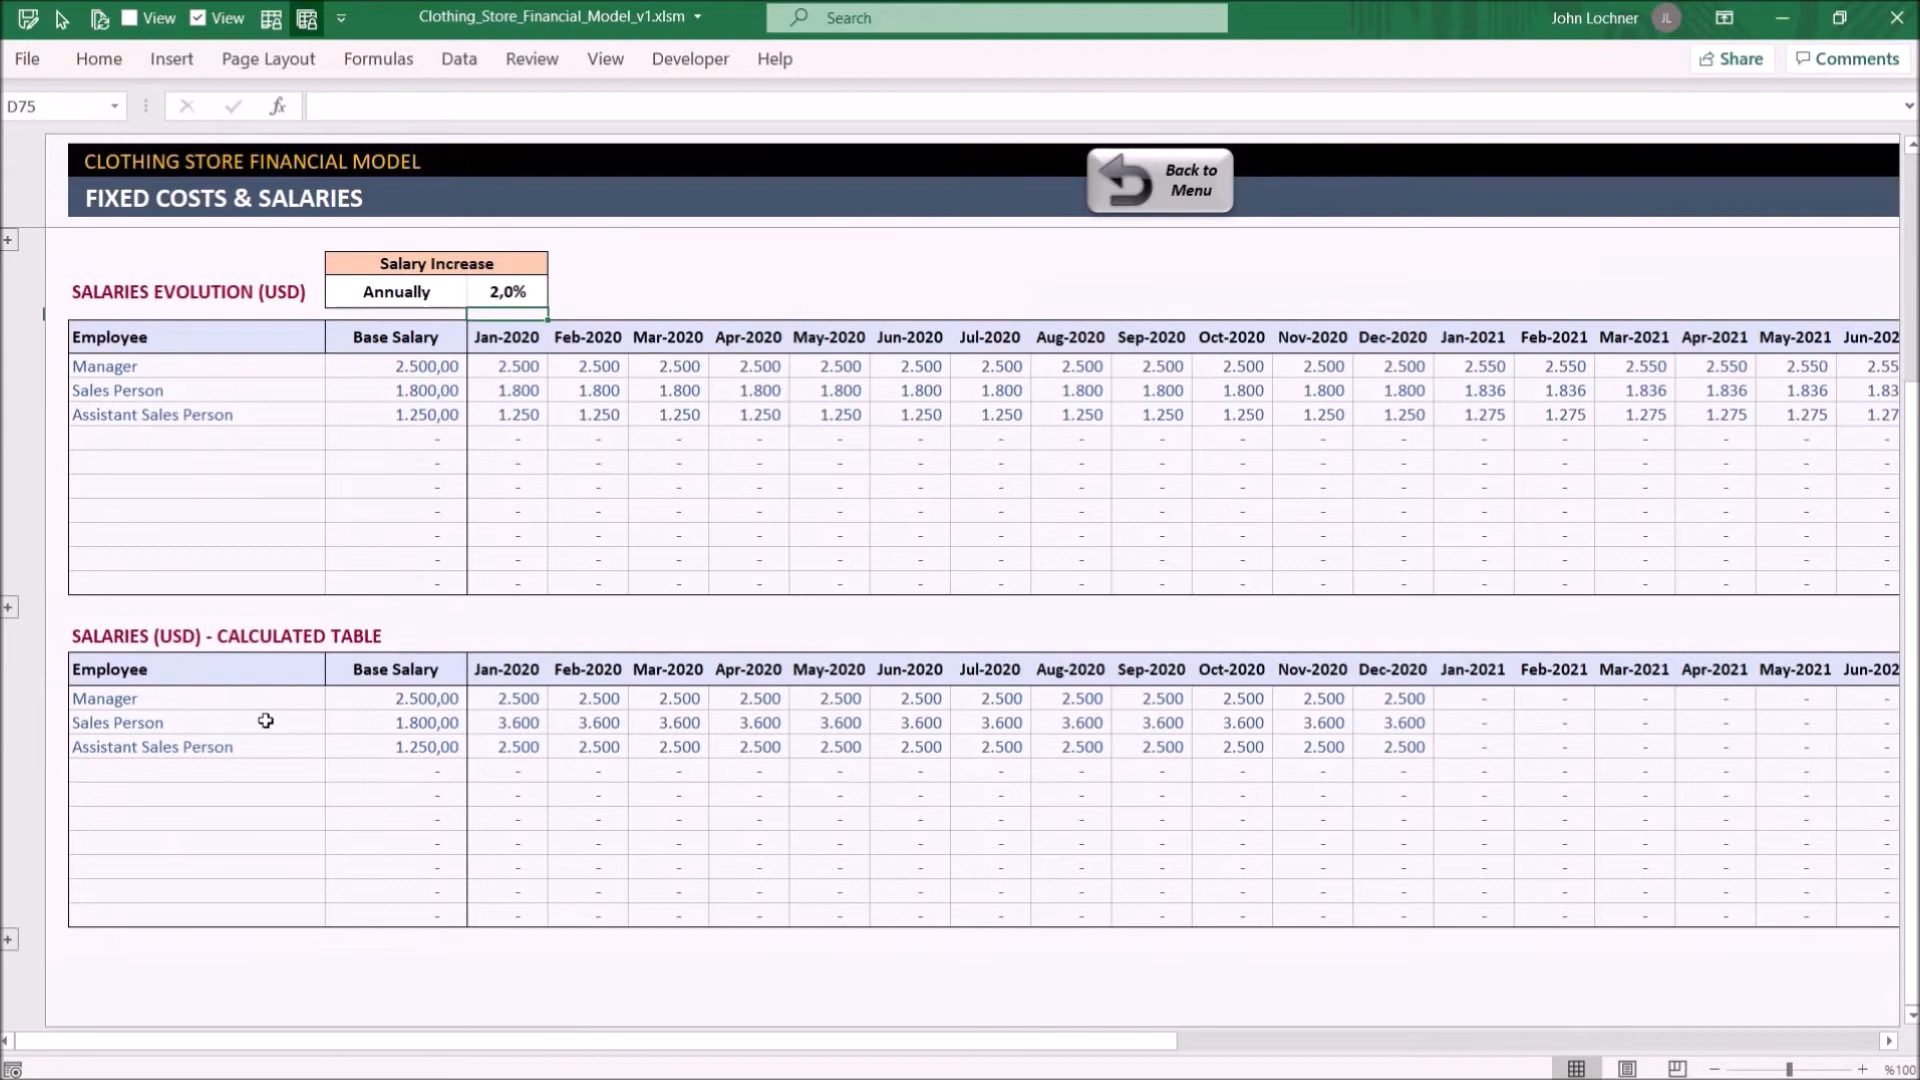 View View Clothing_Store_Financial_Model_v1.xlsm Search John Lochner JL
File Home Insert Page Layout Formulas Data Review View Developer Help Share Comments
D75 fx
CLOTHING STORE FINANCIAL MODEL
FIXED COSTS & SALARIES
Back to
Menu
Salary Increase
SALARIES EVOLUTION (USD) Annually 2,0%
Employee Base Salary Jan-2020 Feb-2020 Mar-2020 Apr-2020 May-2020 Jun-2020 Jul-2020 Aug-2020 Sep-2020 Oct-2020 Nov-2020 Dec-2020 Jan-2021 Feb-2021 Mar-2021 Apr-2021 May-2021 Jun-202
Manager 2.500,00 2.500 2.500 2.500 2.500 2.500 2.500 2.500 2.500 2.500 2.500 2.500 2.500 2.550 2.550 2.550 2.550 2.550 2.55
Sales Person 1.800,00 1.800 1.800 1.800 1.800 1.800 1.800 1.800 1.800 1.800 1.800 1.800 1.800 1.836 1.836 1.836 1.836 1.836 1.83
Assistant Sales Person 1.250,00 1.250 1.250 1.250 1.250 1.250 1.250 1.250 1.250 1.250 1.250 1.250 1.250 1.275 1.275 1.275 1.275 1.275 1.27
- - - - - - - - - - - - - - - - - - -
- - - - - - - - - - - - - - - - - - -
- - - - - - - - - - - - - - - - - - -
- - - - - - - - - - - - - - - - - - -
- - - - - - - - - - - - - - - - - - -
- - - - - - - - - - - - - - - - - - -
- - - - - - - - - - - - - - - - - - -
SALARIES (USD) - CALCULATED TABLE
Employee Base Salary Jan-2020 Feb-2020 Mar-2020 Apr-2020 May-2020 Jun-2020 Jul-2020 Aug-2020 Sep-2020 Oct-2020 Nov-2020 Dec-2020 Jan-2021 Feb-2021 Mar-2021 Apr-2021 May-2021 Jun-202
Manager 2.500,00 2.500 2.500 2.500 2.500 2.500 2.500 2.500 2.500 2.500 2.500 2.500 2.500 - - - - - -
Sales Person 1.800,00 3.600 3.600 3.600 3.600 3.600 3.600 3.600 3.600 3.600 3.600 3.600 3.600 - - - - - -
Assistant Sales Person 1.250,00 2.500 2.500 2.500 2.500 2.500 2.500 2.500 2.500 2.500 2.500 2.500 2.500 - - - - - -
- - - - - - - - - - - - - - - - - - -
- - - - - - - - - - - - - - - - - - -
- - - - - - - - - - - - - - - - - - -
- - - - - - - - - - - - - - - - - - -
- - - - - - - - - - - - - - - - - - -
- - - - - - - - - - - - - - - - - - -
- - - - - - - - - - - - - - - - - - -
%100